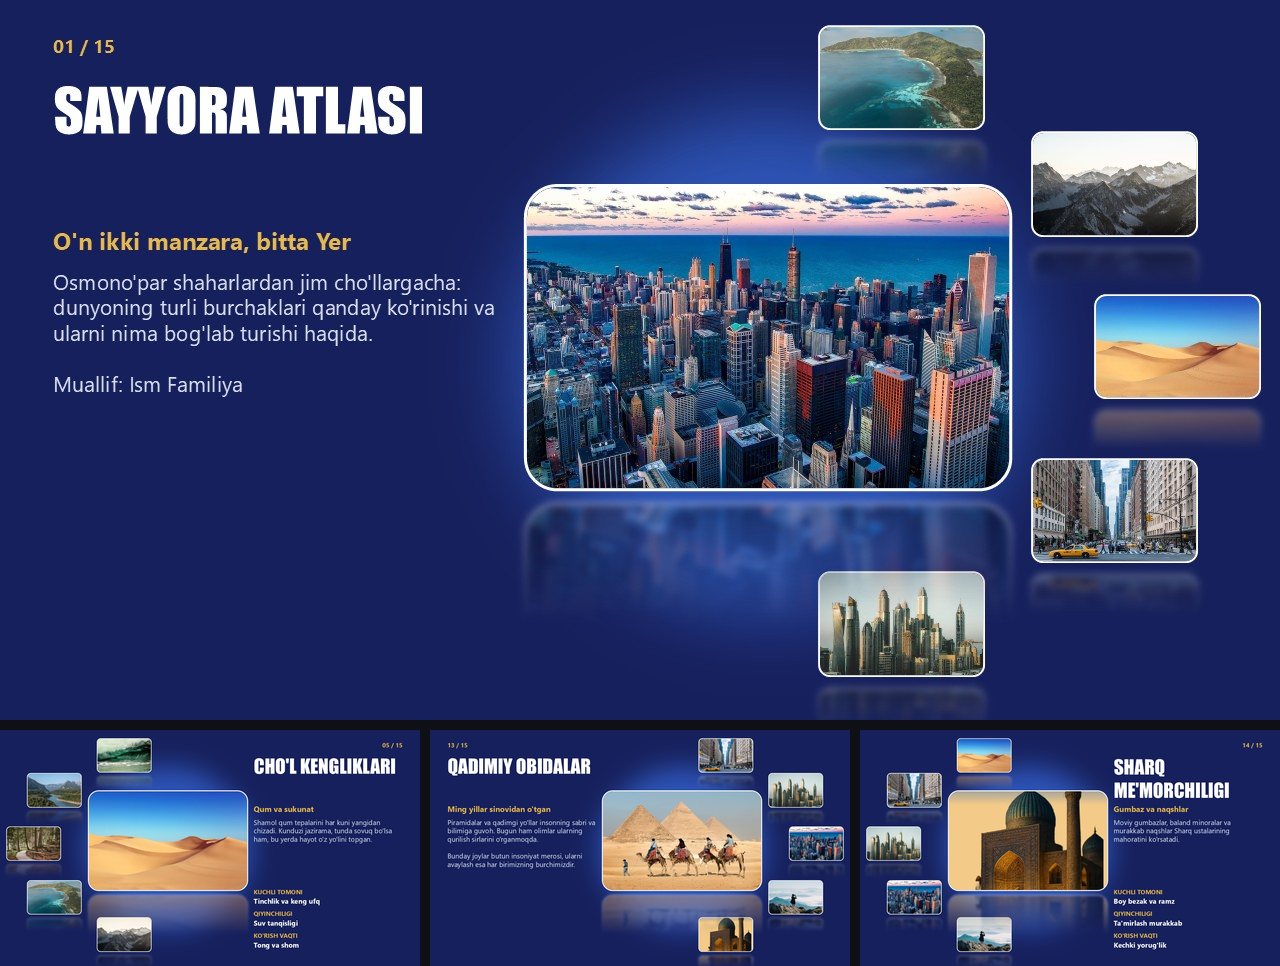 01 / 15
SAYYORA ATLASI
O'n ikki manzara, bitta Yer
Osmono'par shaharlardan jim cho'llargacha:
dunyoning turli burchaklari qanday ko'rinishi va
ularni nima bog'lab turishi haqida.
Muallif: Ism Familiya
05 / 15
CHO'L KENGLIKLARI
Qum va sukunat
Shamol qum tepalarini har kuni yangidan
chizadi. Kunduzi jazirama, tunda sovuq bo'lsa
ham, bu yerda hayot o'z yo'lini topgan.
KUCHLI TOMONI
Tinchlik va keng ufq
QIYINCHILIGI
Suv tanqisligi
KO'RISH VAQTI
Tong va shom
13 / 15
QADIMIY OBIDALAR
Ming yillar sinovidan o'tgan
Piramidalar va qadimgi yo'llar insonning sabri va
bilimiga guvoh. Bugun ham olimlar ularning
qurilish sirlarini o'rganmoqda.
Bunday joylar butun insoniyat merosi, ularni
avaylash esa har birimizning burchimizdir.
14 / 15
SHARQ
ME'MORCHILIGI
Gumbaz va naqshlar
Moviy gumbazlar, baland minoralar va
murakkab naqshlar Sharq ustalarining
mahoratini ko'rsatadi.
KUCHLI TOMONI
Boy bezak va ramz
QIYINCHILIGI
Ta'mirlash murakkab
KO'RISH VAQTI
Kechki yorug'lik